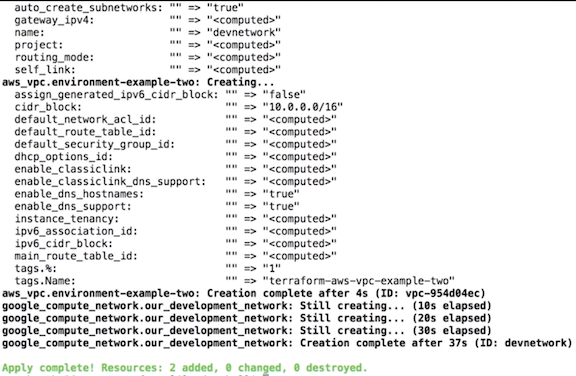 auto_create_subnetworks: "" => "true"
gateway_ipv4: "" => "<computed>"
name: "" => "devnetwork"
project: "" => "<computed>"
routing_mode: "" => "<computed>"
self_link: "" => "<computed>"
aws_vpc.environment-example-two: Creating...
assign_generated_ipv6_cidr_block: "" => "false"
cidr_block: "" => "10.0.0.0/16"
default_network_acl_id: "" => "<computed>"
default_route_table_id: "" => "<computed>"
default_security_group_id: "" => "<computed>"
dhcp_options_id: "" => "<computed>"
enable_classiclink: "" => "<computed>"
enable_classiclink_dns_support: "" => "<computed>"
enable_dns_hostnames: "" => "true"
enable_dns_support: "" => "true"
instance_tenancy: "" => "<computed>"
ipv6_association_id: "" => "<computed>"
ipv6_cidr_block: "" => "<computed>"
main_route_table_id: "" => "<computed>"
tags.%: "" => "1"
tags.Name: "" => "terraform-aws-vpc-example-two"
aws_vpc.environment-example-two: Creation complete after 4s (ID: vpc-954d04ec)
google_compute_network.our_development_network: Still creating... (10s elapsed)
google_compute_network.our_development_network: Still creating... (20s elapsed)
google_compute_network.our_development_network: Still creating... (30s elapsed)
google_compute_network.our_development_network: Creation complete after 37s (ID: devnetwork)
Apply complete! Resources: 2 added, 0 changed, 0 destroyed.